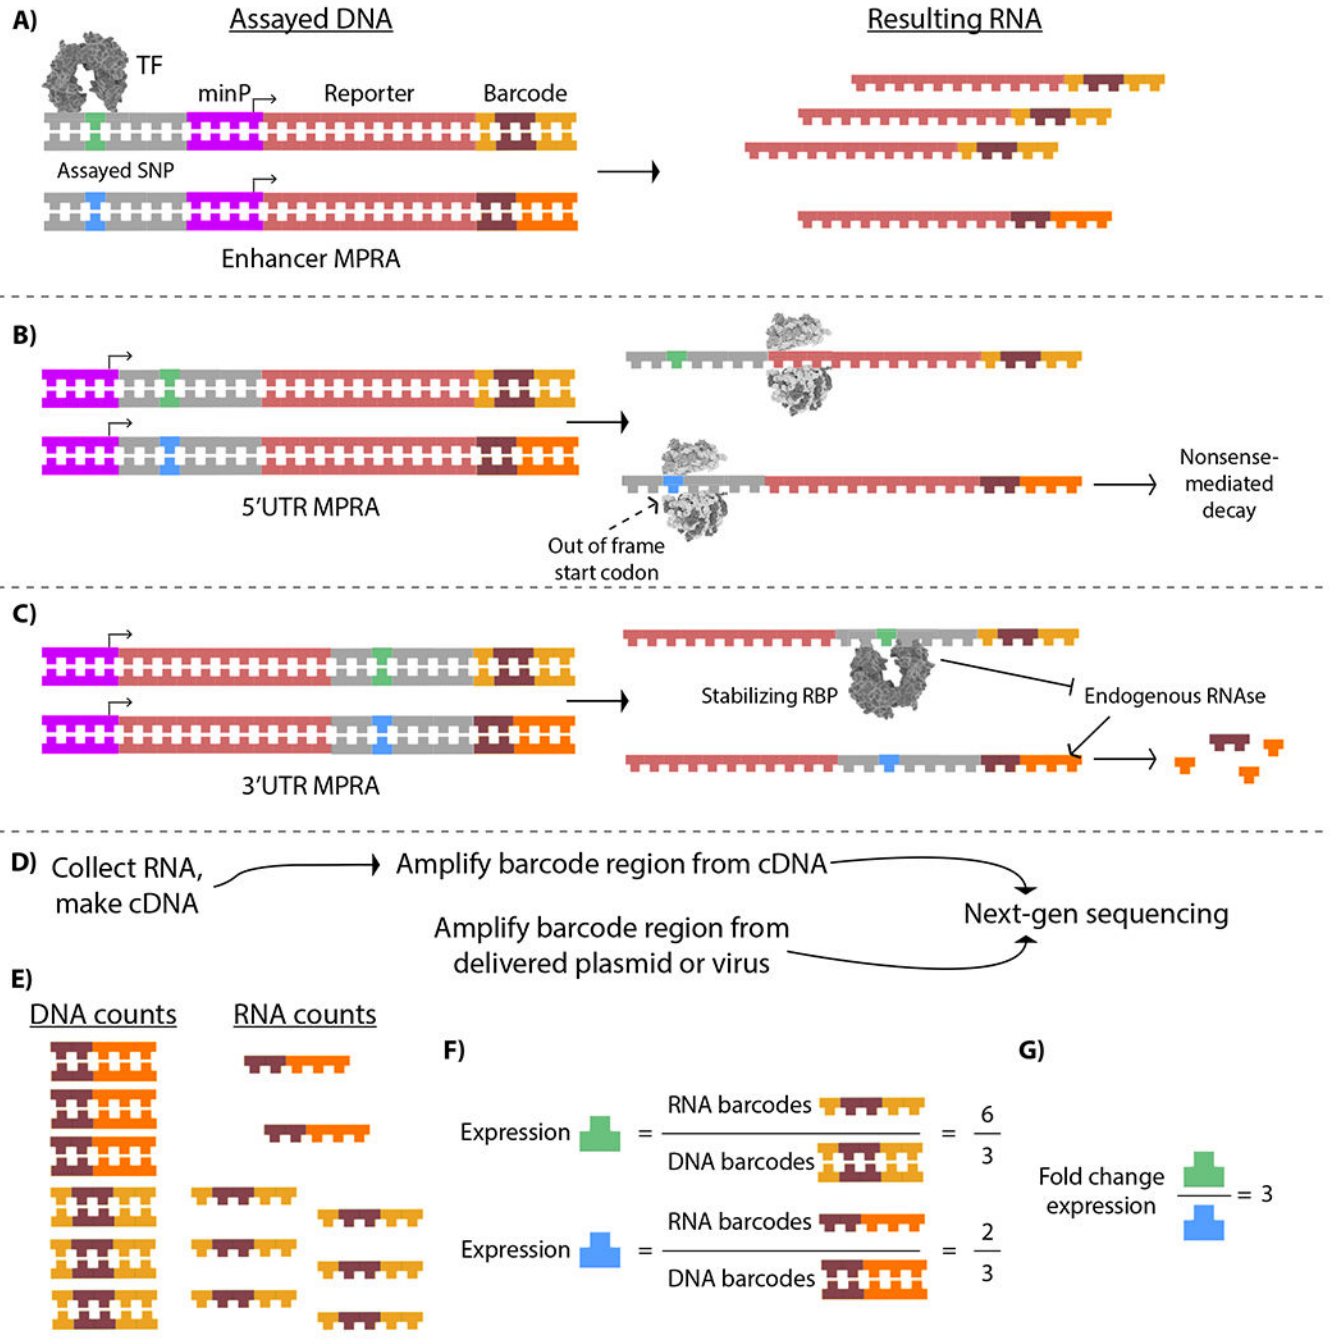 A)
Assayed DNA
Resulting RNA
TF
minP
Reporter
Barcode
Assayed SNP
Enhancer MPRA
B)
5′UTR MPRA
Out of frame
start codon
Nonsense-
mediated
decay
C)
3′UTR MPRA
Stabilizing RBP
Endogenous RNAse
D)
Collect RNA,
make cDNA
Amplify barcode region from cDNA
Amplify barcode region from
delivered plasmid or virus
Next-gen sequencing
E)
DNA counts
RNA counts
F)
Expression
=
RNA barcodes
DNA barcodes
=
6
3
Expression
=
RNA barcodes
DNA barcodes
=
2
3
G)
Fold change
expression
= 3